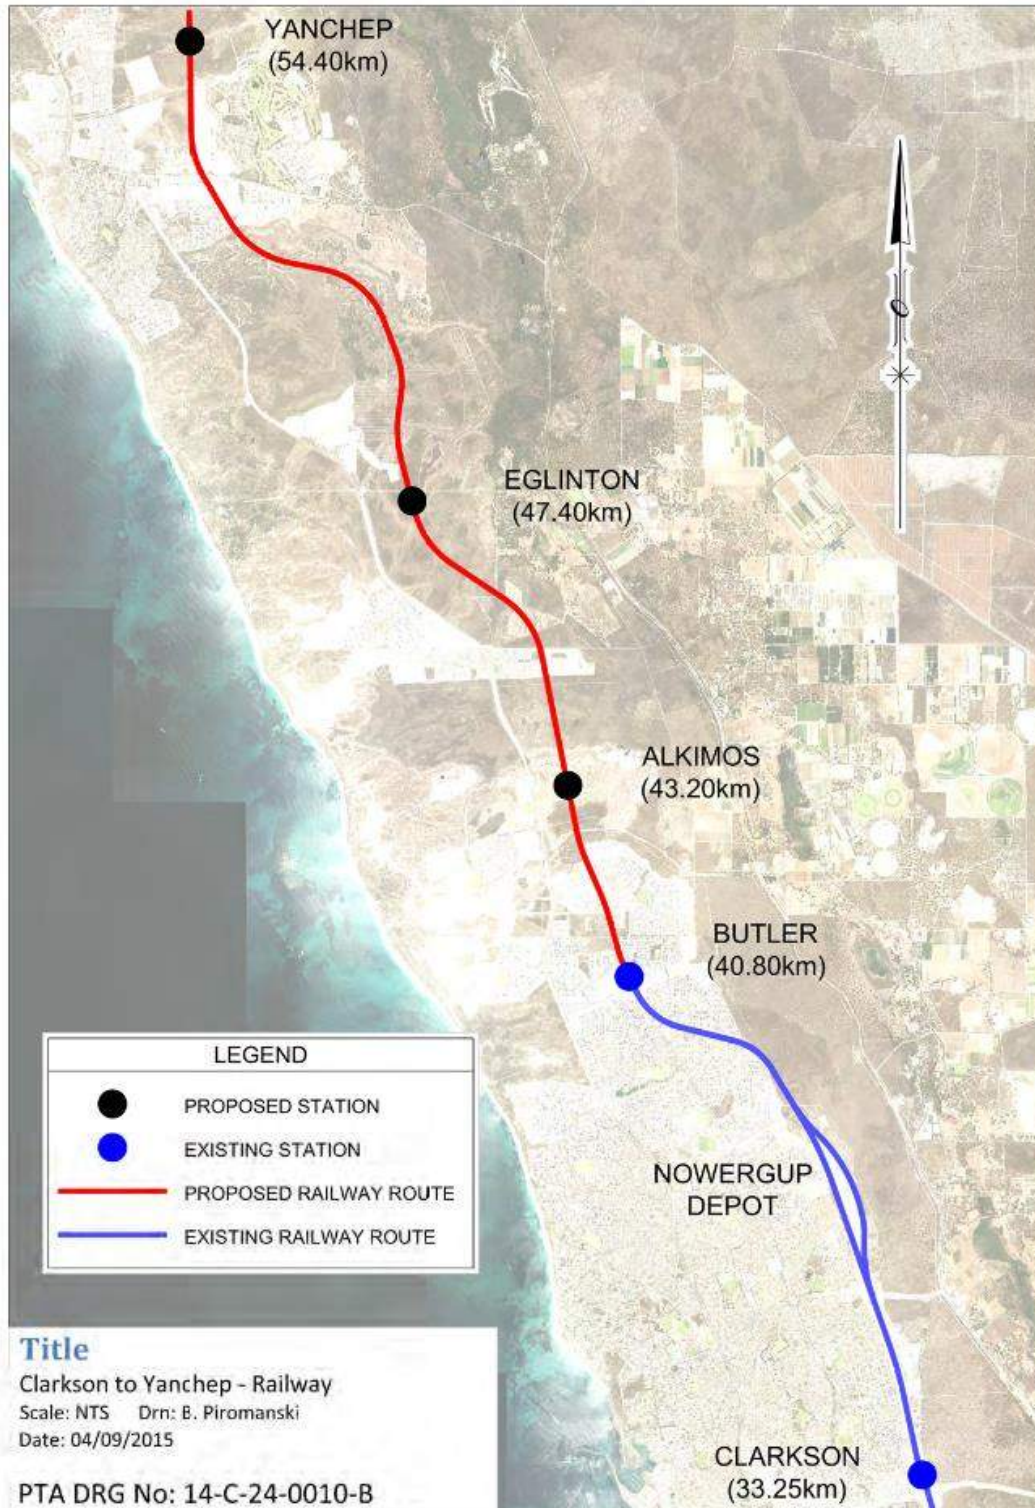 YANCHEP
(54.40km)
EGLINTON
(47.40km)
ALKIMOS
(43.20km)
BUTLER
(40.80km)
LEGEND
PROPOSED STATION
EXISTING STATION
PROPOSED RAILWAY ROUTE
EXISTING RAILWAY ROUTE
NOWERGUP
DEPOT
Title
Clarkson to Yanchep - Railway
Scale: NTS Drn: B. Piromanski
Date: 04/09/2015
PTA DRG No: 14-C-24-0010-B
CLARKSON
(33.25km)